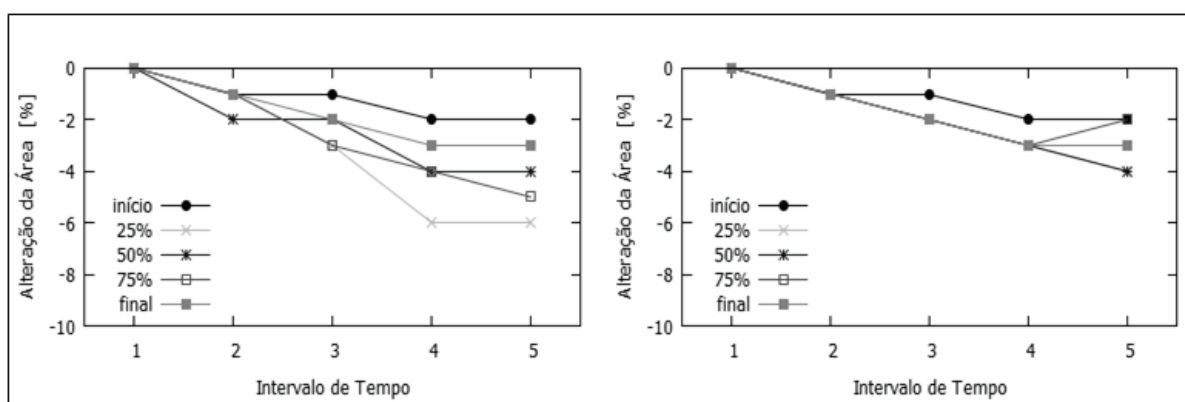 0
-2
-4
-6
-8
-10
Alteração da Área [%]
início
25%
50%
75%
final
1 2 3 4 5
Intervalo de Tempo
0
-2
-4
-6
-8
-10
Alteração da Área [%]
início
25%
50%
75%
final
1 2 3 4 5
Intervalo de Tempo